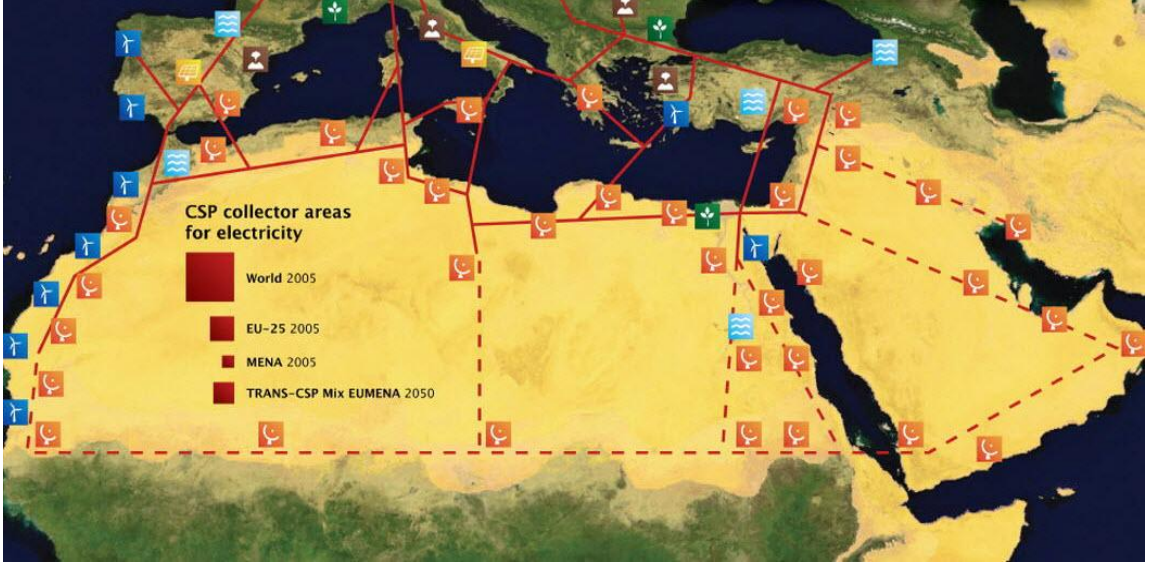 CSP collector areas
for electricity
World 2005
EU-25 2005
MENA 2005
TRANS-CSP Mix EUMENA 2050